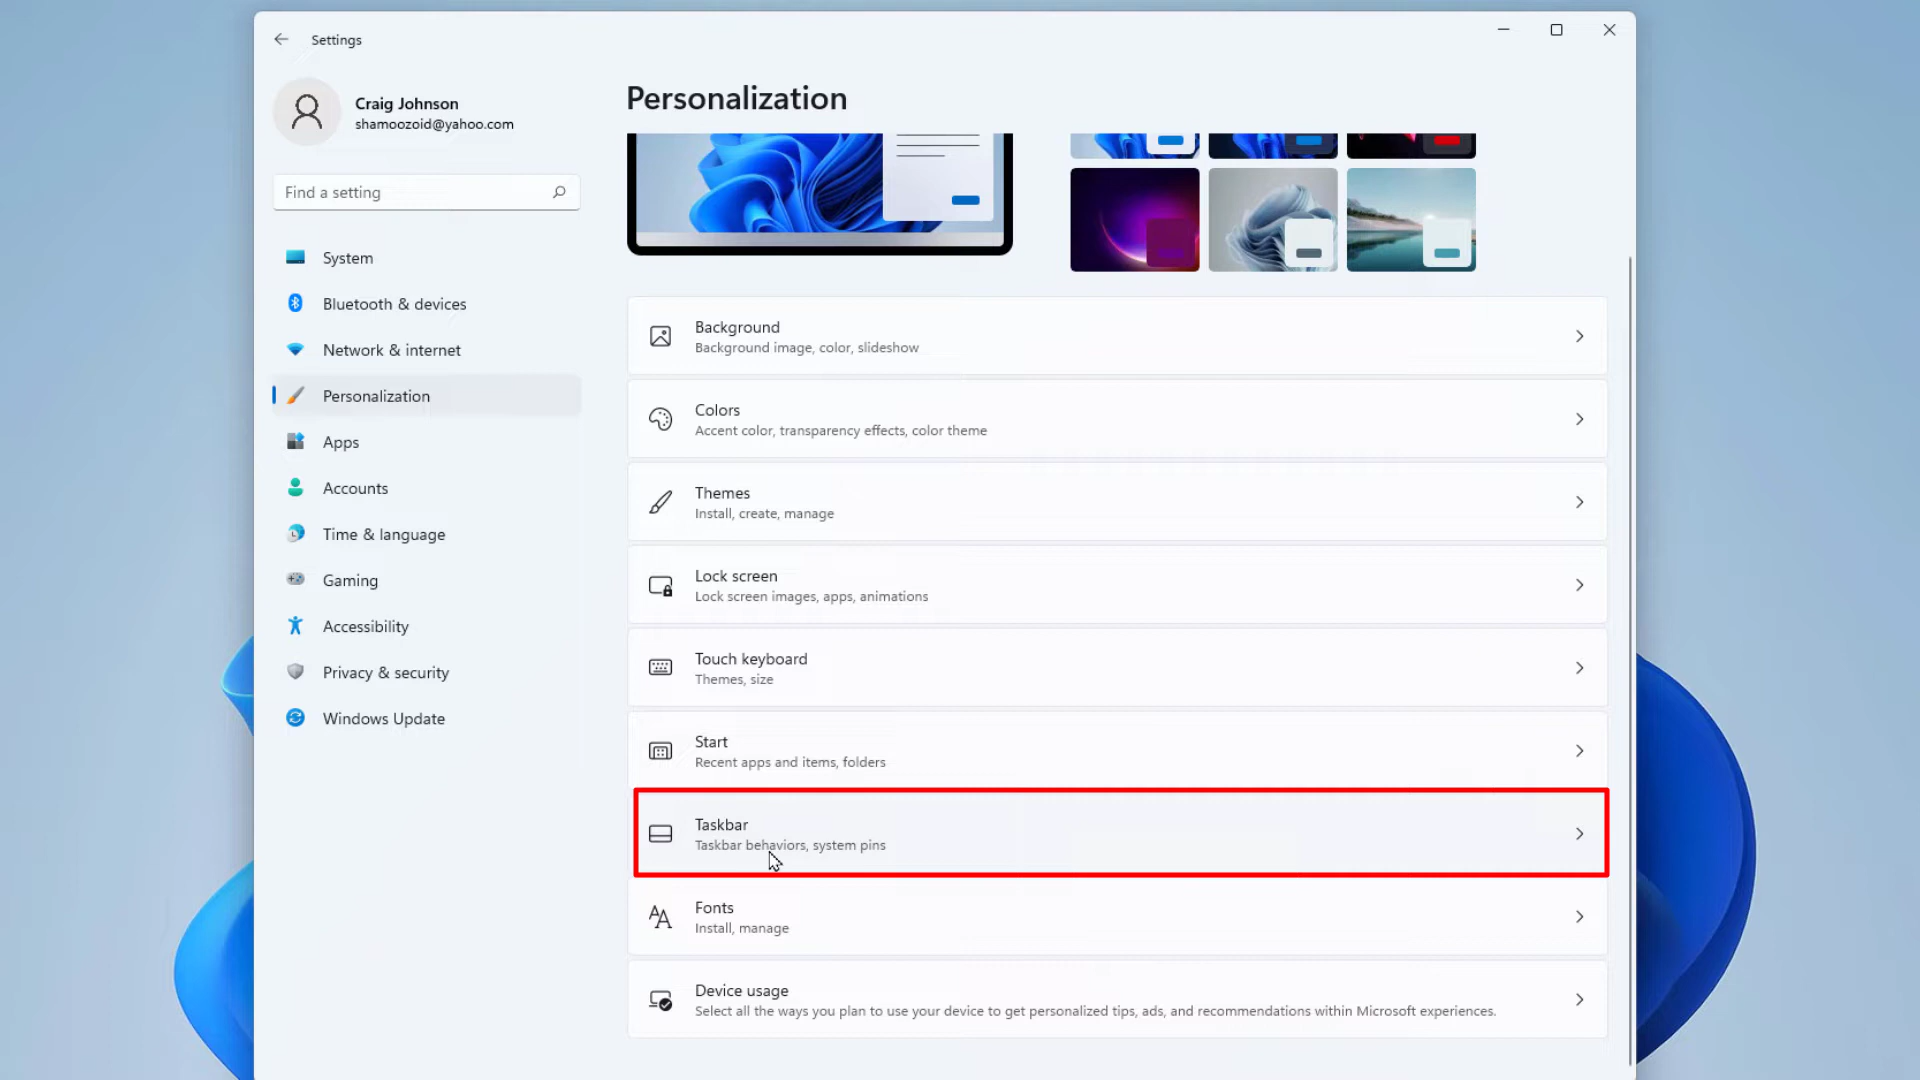 Settings
Craig Johnson
shamoozoid@yahoo.com
Find a setting
System
Bluetooth & devices
Network & internet
Personalization
Apps
Accounts
Time & language
Gaming
Accessibility
Privacy & security
Windows Update
Personalization
Background
Background image, color, slideshow
Colors
Accent color, transparency effects, color theme
Themes
Install, create, manage
Lock screen
Lock screen images, apps, animations
Touch keyboard
Themes, size
Start
Recent apps and items, folders
Taskbar
Taskbar behaviors, system pins
Fonts
Install, manage
Device usage
Select all the ways you plan to use your device to get personalized tips, ads, and recommendations within Microsoft experiences.